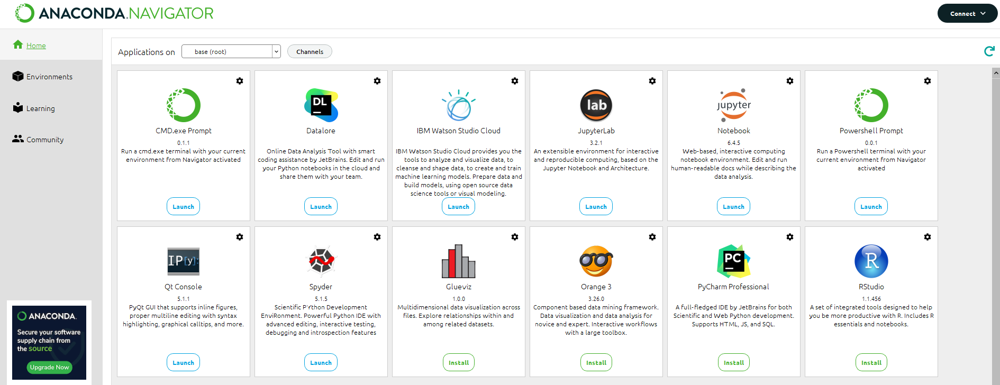 ANACONDA.NAVIGATOR
Connect
Home
Environments
Learning
Community
Applications on
base (root)
Channels
CMD.exe Prompt
0.1.1
Run a cmd.exe terminal with your current
environment from Navigator activated
Launch
DL
Datalore
Online Data Analysis Tool with smart
coding assistance by JetBrains. Edit and run
your Python notebooks in the cloud and
share them with your team.
Launch
IBM Watson Studio Cloud
IBM Watson Studio Cloud provides you the
tools to analyze and visualize data, to
cleanse and shape data, to create and train
machine learning models. Prepare data and
build models, using open source data
science tools or visual modeling.
Launch
lab
JupyterLab
3.2.1
An extensible environment for interactive
and reproducible computing, based on the
Jupyter Notebook and Architecture.
Launch
jupyter
Notebook
6.4.5
Web-based, interactive computing
notebook environment. Edit and run
human-readable docs while describing the
data analysis.
Launch
Powershell Prompt
0.0.1
Run a Powershell terminal with your
current environment from Navigator
activated
Launch
IP[y]:
Qt Console
5.1.1
PyQt GUI that supports inline figures,
proper multiline editing with syntax
highlighting, graphical calltips, and more.
Launch
Spyder
5.1.5
Scientific PYthon Development
EnviRonment. Powerful Python IDE with
advanced editing, interactive testing,
debugging and introspection features
Launch
Glueviz
1.0.0
Multidimensional data visualization across
files. Explore relationships within and
among related datasets.
Install
Orange 3
3.26.0
Component based data mining framework.
Data visualization and data analysis for
novice and expert. Interactive workflows
with a large toolbox.
Install
PC
PyCharm Professional
A full-fledged IDE by JetBrains for both
Scientific and Web Python development.
Supports HTML, JS, and SQL.
Install
R
RStudio
1.1.456
A set of integrated tools designed to help
you be more productive with R. Includes R
essentials and notebooks.
Install
ANACONDA.
Secure your software
supply chain from
the source
Upgrade Now